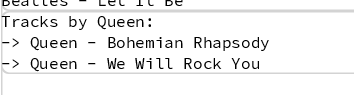 Beatles - Let It Be
Tracks by Queen:
-> Queen - Bohemian Rhapsody
-> Queen - We Will Rock You